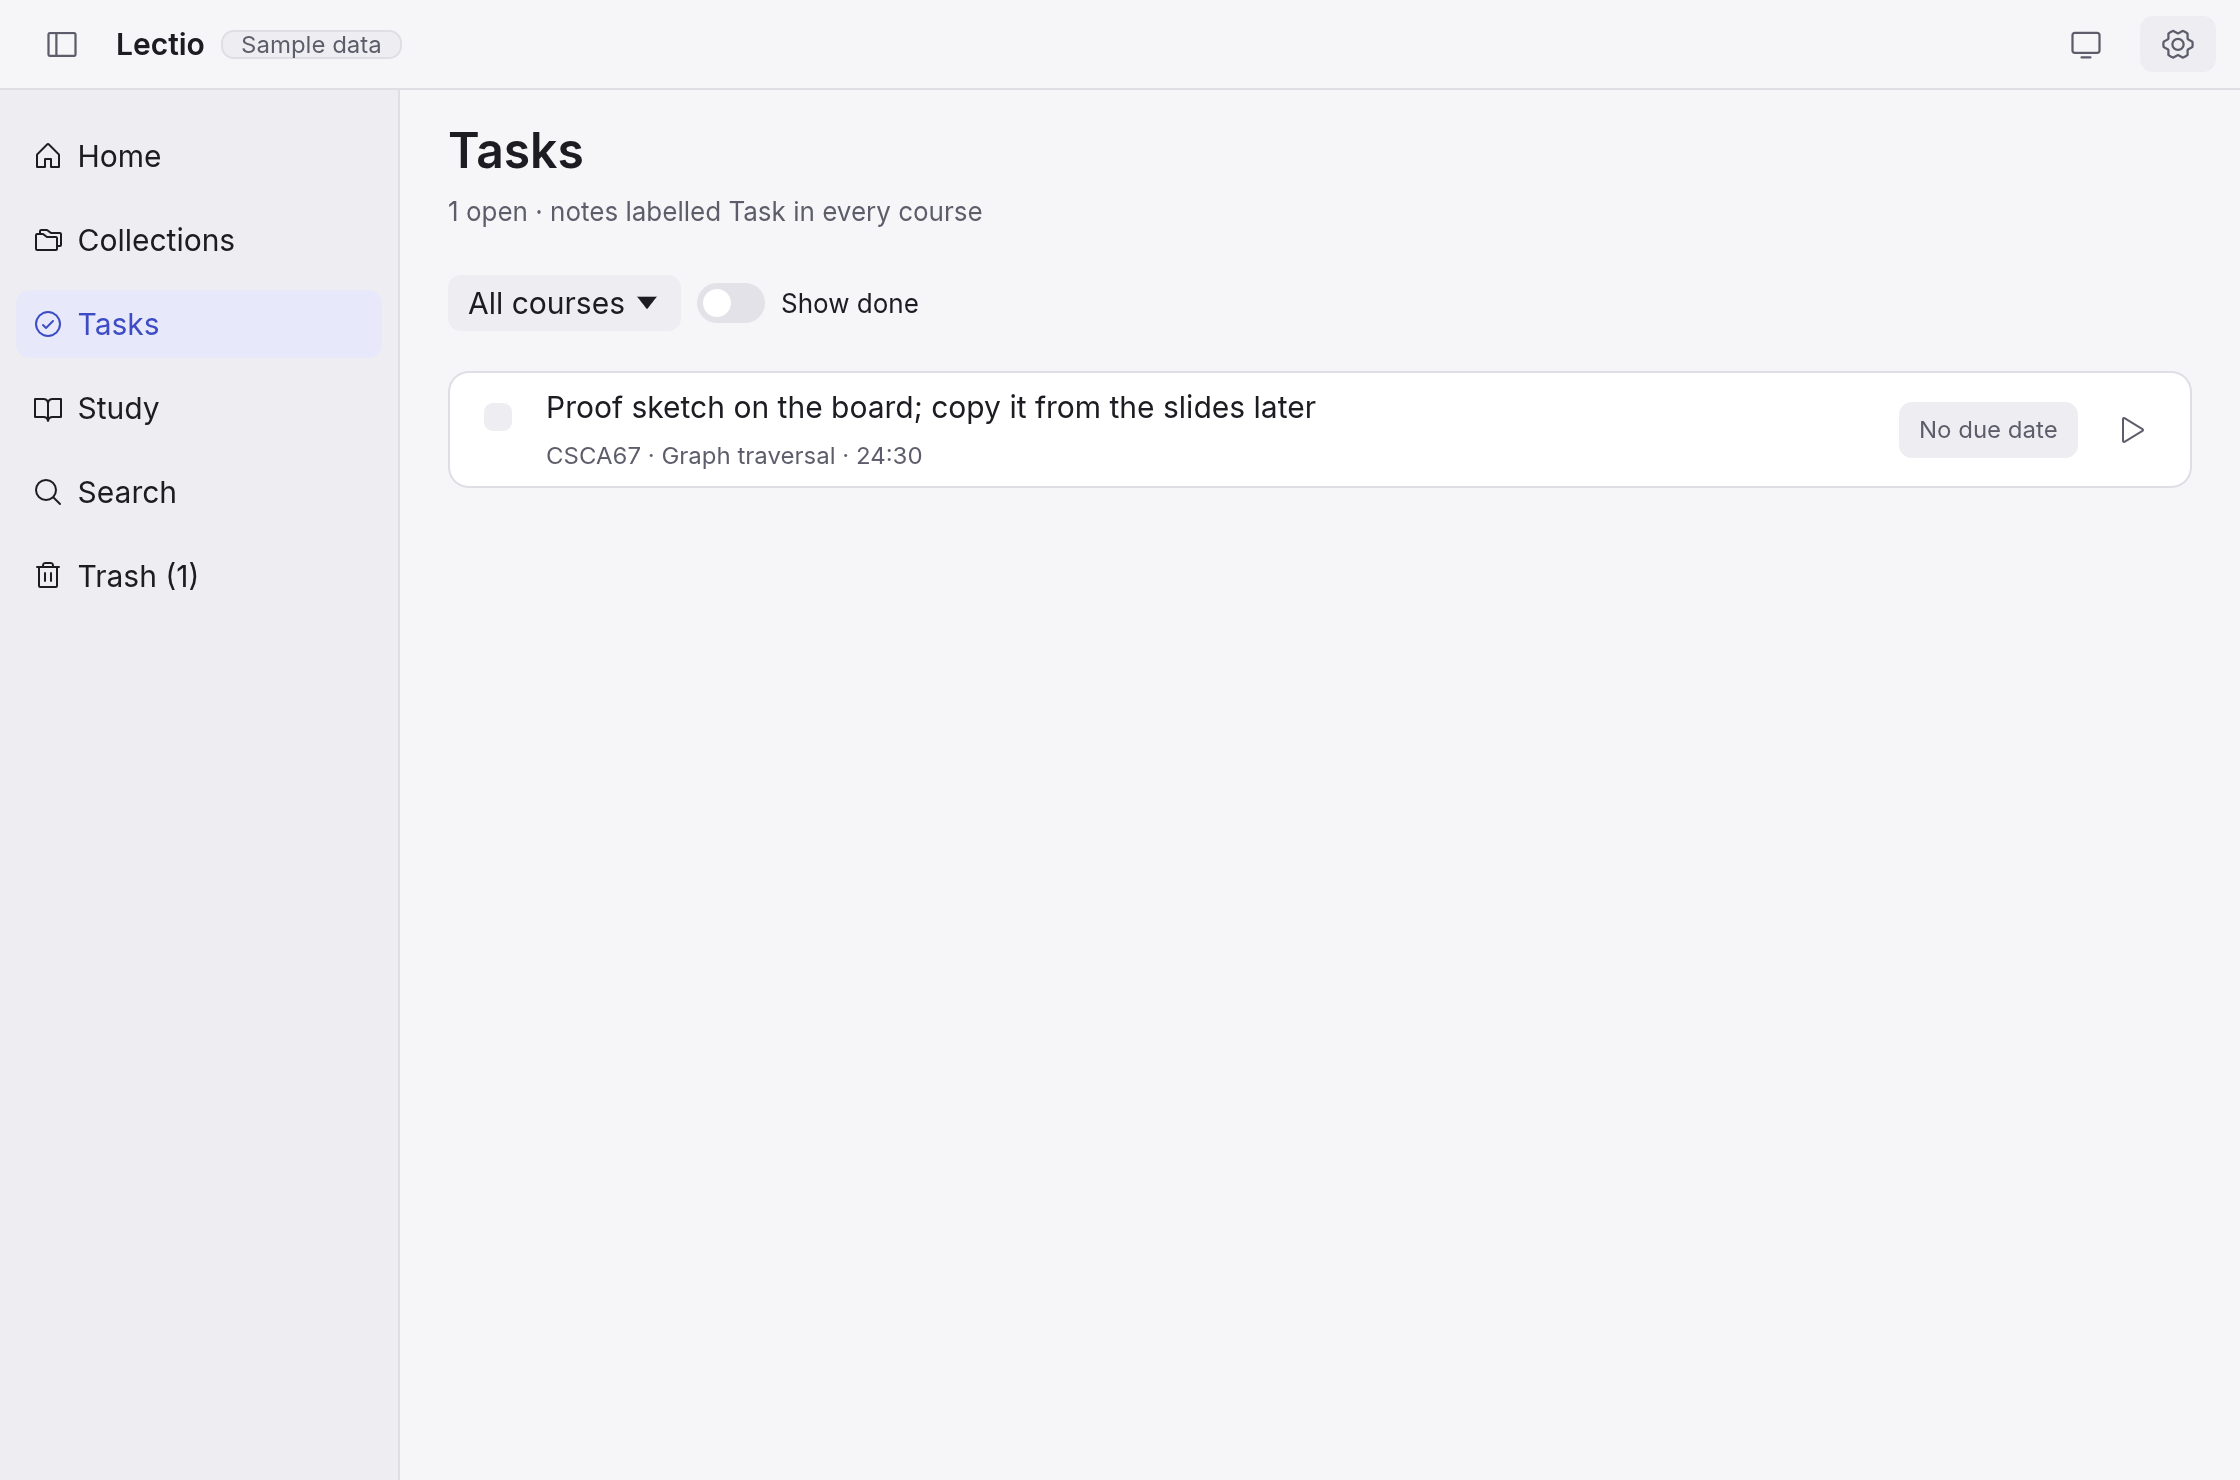 Lectio Sample data
Home
Collections
Tasks
Study
Search
Trash (1)
Tasks
1 open · notes labelled Task in every course
All courses Show done
Proof sketch on the board; copy it from the slides later
CSCA67 · Graph traversal · 24:30
No due date